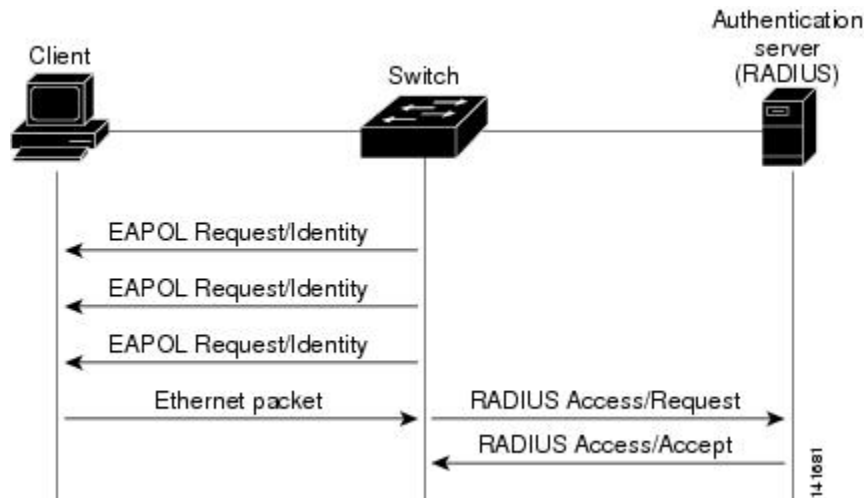 Client
Switch
Authentication
server
(RADIUS)
EAPOL Request/Identity
EAPOL Request/Identity
EAPOL Request/Identity
Ethernet packet
RADIUS Access/Request
RADIUS Access/Accept
141681